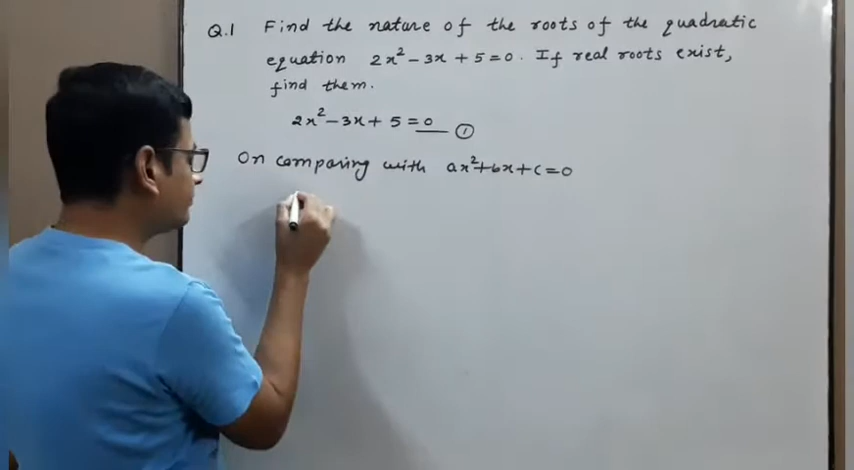 Q.1 Find the nature of the roots of the quadratic
equation 2x² - 3x + 5 = 0. If real roots exist,
find them.
2x² - 3x + 5 = 0 — ①
On comparing with ax² + bx + c = 0